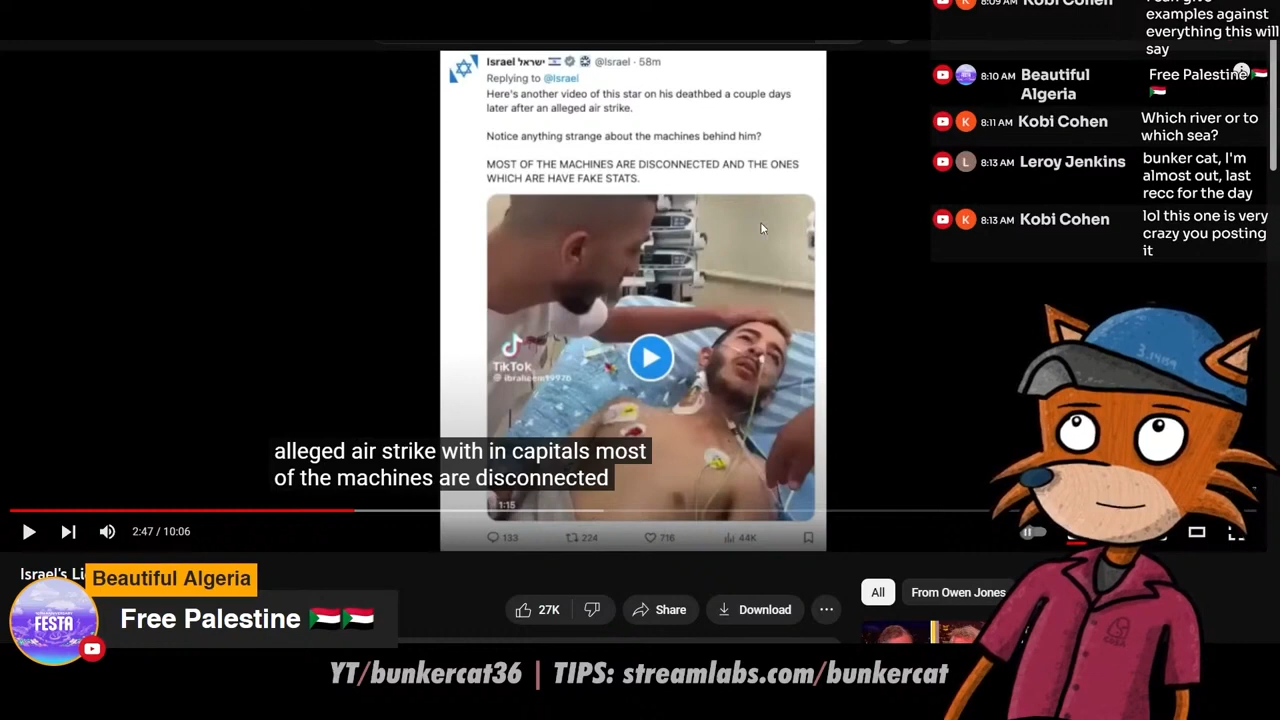 8:09 AM Kobi Cohen
examples against
everything this will
say
8:10 AM Beautiful
Algeria
Free Palestine 🇵🇸
🇵🇸
8:11 AM Kobi Cohen
Which river or to
which sea?
8:13 AM Leroy Jenkins
bunker cat, I'm
almost out, last
recc for the day
8:13 AM Kobi Cohen
lol this one is very
crazy you posting
it
Israel ישראל 🇮🇱 @Israel · 58m
Replying to @Israel
Here's another video of this star on his deathbed a couple days
later after an alleged air strike.
Notice anything strange about the machines behind him?
MOST OF THE MACHINES ARE DISCONNECTED AND THE ONES
WHICH ARE HAVE FAKE STATS.
TikTok
@ibraheem19970
1:15
133 224 716 44K
alleged air strike with in capitals most
of the machines are disconnected
2:47 / 10:06
Israel's Li
27K Share Download ...
All From Owen Jones
Beautiful Algeria
Free Palestine 🇵🇸🇵🇸
FESTA
3.14159
YT/bunkercat36 | TIPS: streamlabs.com/bunkercat